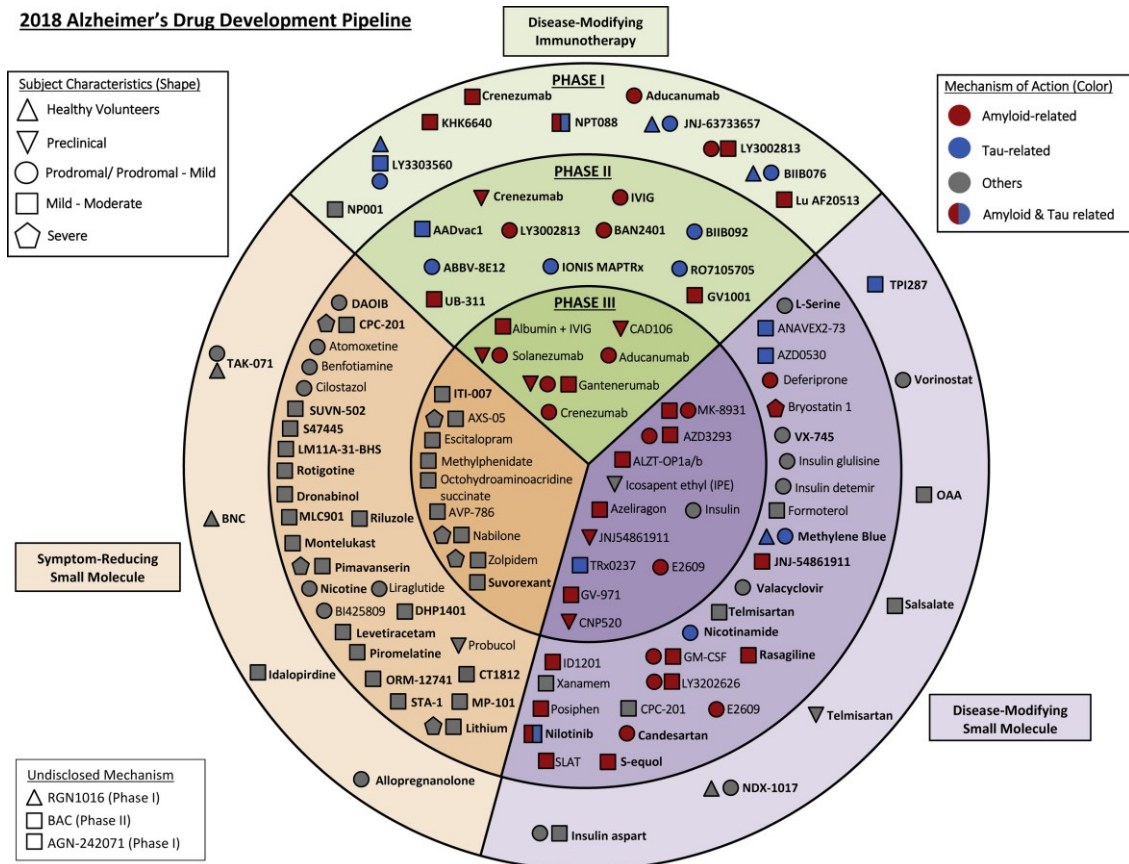 2018 Alzheimer’s Drug Development Pipeline
Disease-Modifying
Immunotherapy
Subject Characteristics (Shape)
Healthy Volunteers
Preclinical
Prodromal/ Prodromal - Mild
Mild - Moderate
Severe
Mechanism of Action (Color)
Amyloid-related
Tau-related
Others
Amyloid & Tau related
PHASE I
Crenezumab
Aducanumab
KHK6640
NPT088
JNJ-63733657
LY3303560
LY3002813
BIIB076
NP001
Lu AF20513
PHASE II
Crenezumab
IVIG
AADvac1
LY3002813
BAN2401
BIIB092
ABBV-8E12
IONIS MAPTRx
RO7105705
UB-311
GV1001
PHASE III
Albumin + IVIG
CAD106
Solanezumab
Aducanumab
Gantenerumab
Crenezumab
DAOIB
CPC-201
Atomoxetine
Benfotiamine
Cilostazol
SUVN-502
S47445
LM11A-31-BHS
Rotigotine
Dronabinol
MLC901
Riluzole
Montelukast
Pimavanserin
Nicotine
Liraglutide
BI425809
DHP1401
Levetiracetam
Piromelatine
Probucol
ORM-12741
CT1812
STA-1
MP-101
Lithium
ITI-007
AXS-05
Escitalopram
Methylphenidate
Octohydroaminoacridine
succinate
AVP-786
Nabilone
Zolpidem
Suvorexant
TAK-071
BNC
Symptom-Reducing
Small Molecule
Idalopirdine
Allopregnanolone
MK-8931
AZD3293
ALZT-OP1a/b
Icosapent ethyl (IPE)
Azeliragon
Insulin
JNJ54861911
TRx0237
E2609
GV-971
CNP520
L-Serine
ANAVEX2-73
AZD0530
Deferiprone
Bryostatin 1
VX-745
Insulin glulisine
Insulin detemir
Formoterol
Methylene Blue
JNJ-54861911
Valacyclovir
Telmisartan
Nicotinamide
ID1201
GM-CSF
Rasagiline
Xanamem
LY3202626
Posiphen
CPC-201
E2609
Nilotinib
Candesartan
SLAT
S-equol
TPI287
Vorinostat
OAA
Salsalate
Telmisartan
NDX-1017
Insulin aspart
Disease-Modifying
Small Molecule
Undisclosed Mechanism
RGN1016 (Phase I)
BAC (Phase II)
AGN-242071 (Phase I)